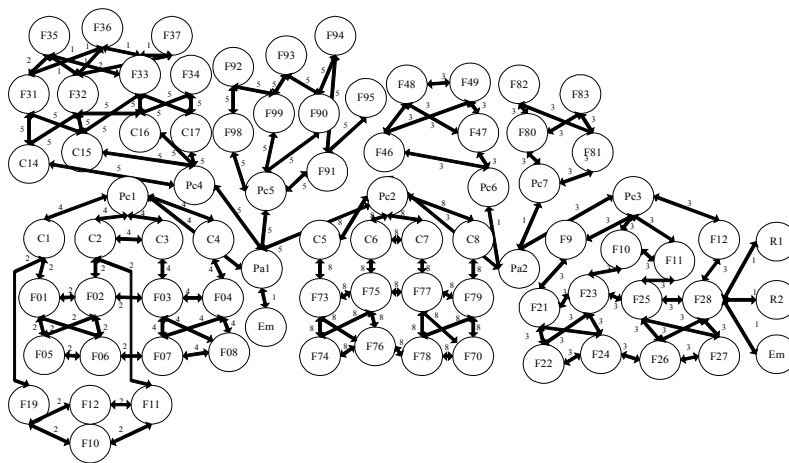 F35 F36 F37
F33 F34
F31 F32
C16 C17
C14 C15
F92 F93 F94
F99 F90 F95
F98
F91
F48 F49
F47
F46
F82 F83
F80
F81
Pc1 Pc4 Pc5 Pc2 Pc6 Pc7 Pc3
C1 C2 C3 C4
Pa1
C5 C6 C7 C8
Pa2
F9 F10 F11 F12
R1
F01 F02 F03 F04
Em
F73 F75 F77 F79
F21 F23 F25 F28
R2
F05 F06 F07 F08
F74 F76 F78 F70
F22 F24 F26 F27
Em
F19 F12 F11
F10